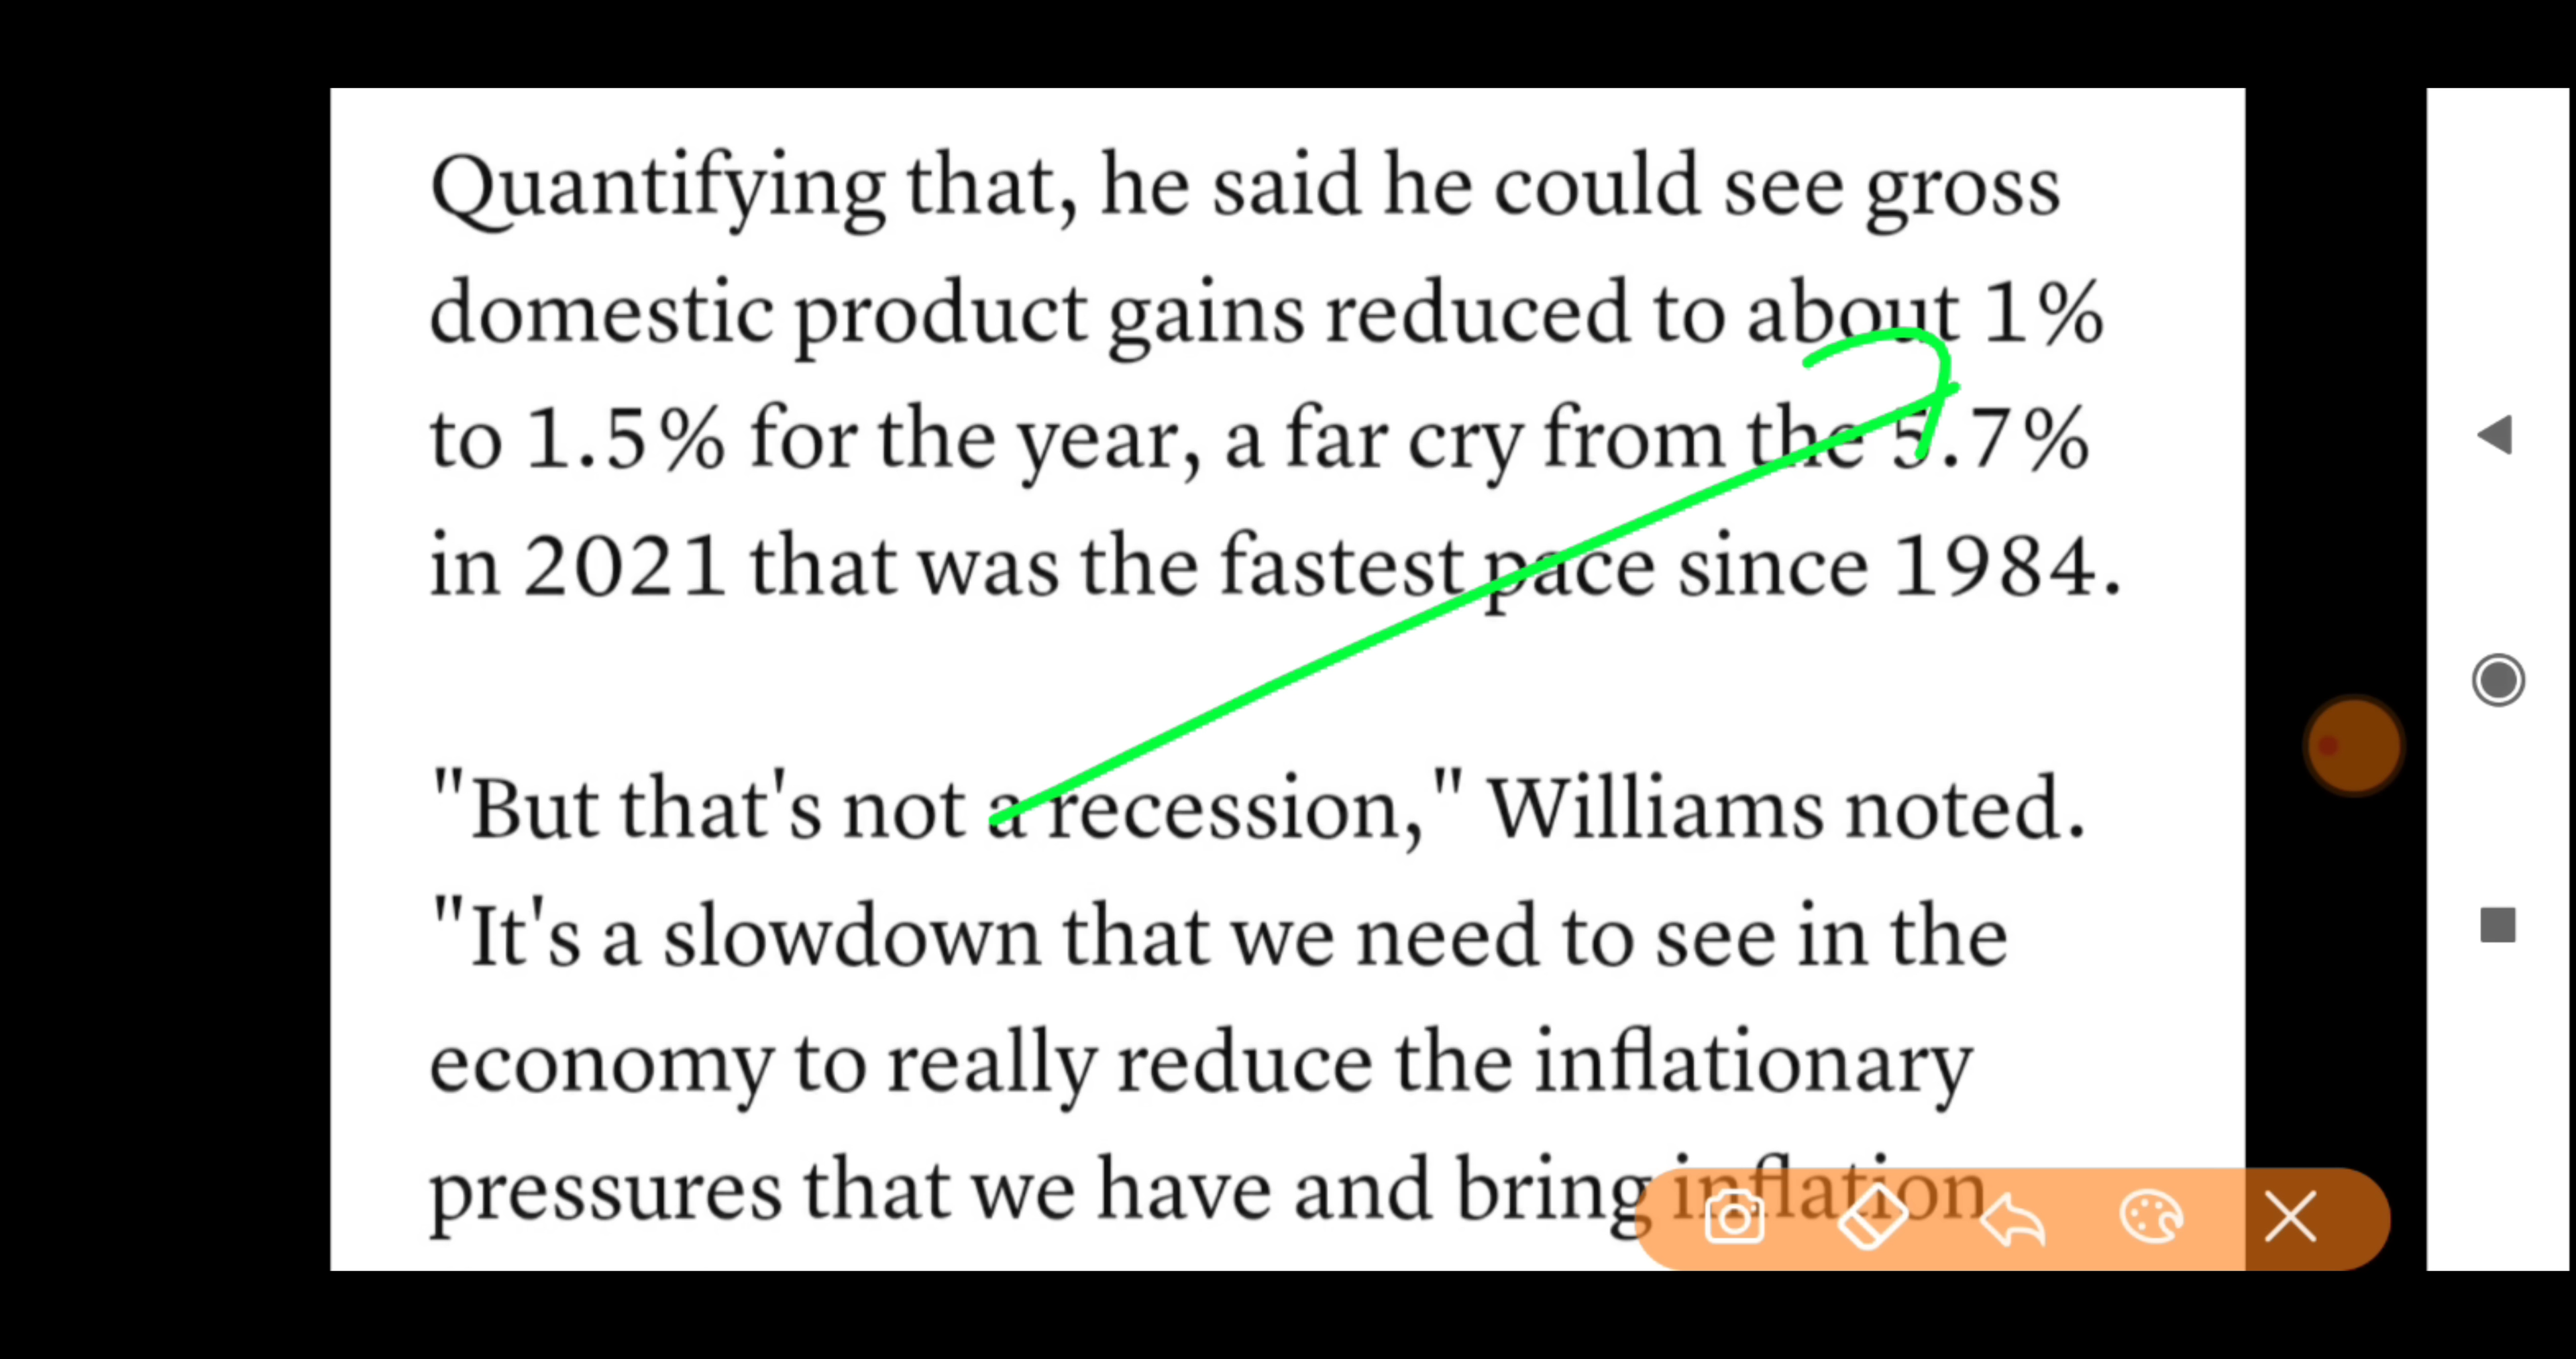 Quantifying that, he said he could see gross
domestic product gains reduced to about 1%
to 1.5% for the year, a far cry from the 5.7%
in 2021 that was the fastest pace since 1984.
"But that's not a recession," Williams noted.
"It's a slowdown that we need to see in the
economy to really reduce the inflationary
pressures that we have and bring inflation